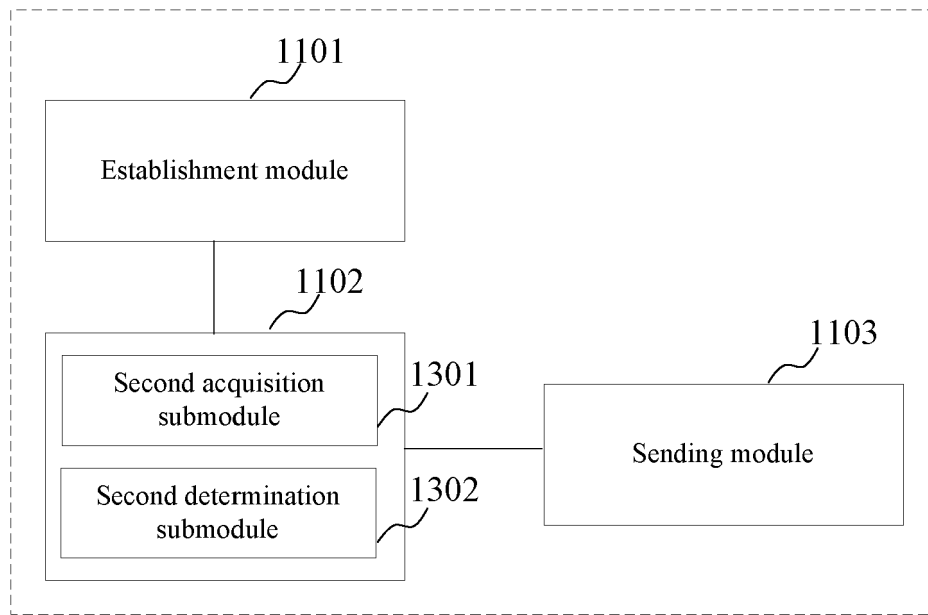 1101
Establishment module
1102
Second acquisition
submodule
1301
Second determination
submodule
1302
1103
Sending module